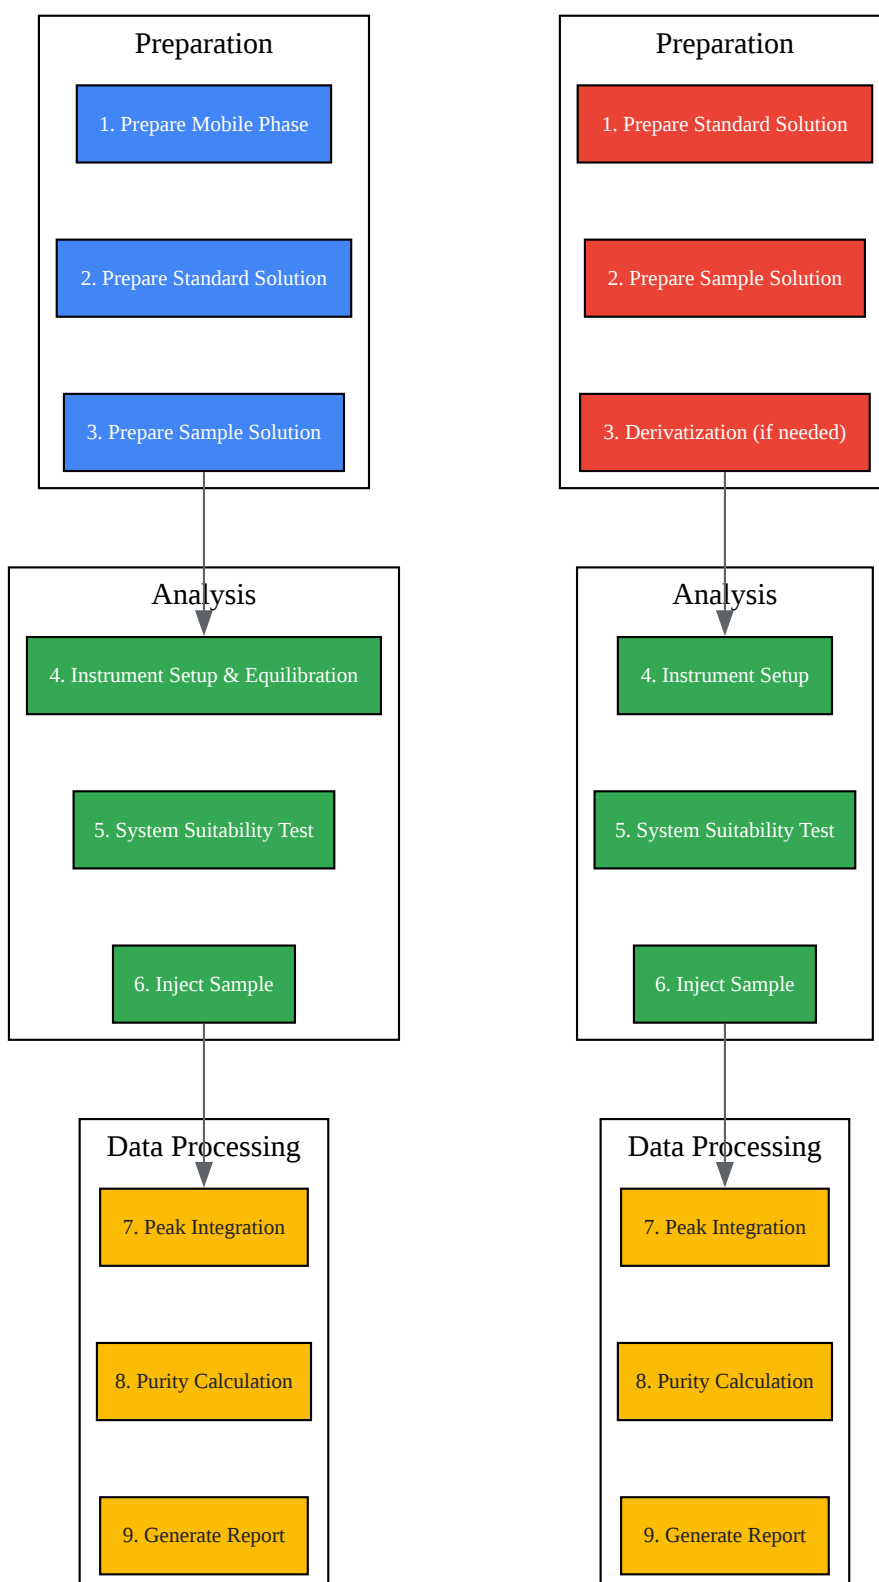 Preparation
1. Prepare Mobile Phase
2. Prepare Standard Solution
3. Prepare Sample Solution
Analysis
4. Instrument Setup & Equilibration
5. System Suitability Test
6. Inject Sample
Data Processing
7. Peak Integration
8. Purity Calculation
9. Generate Report
Preparation
1. Prepare Standard Solution
2. Prepare Sample Solution
3. Derivatization (if needed)
Analysis
4. Instrument Setup
5. System Suitability Test
6. Inject Sample
Data Processing
7. Peak Integration
8. Purity Calculation
9. Generate Report